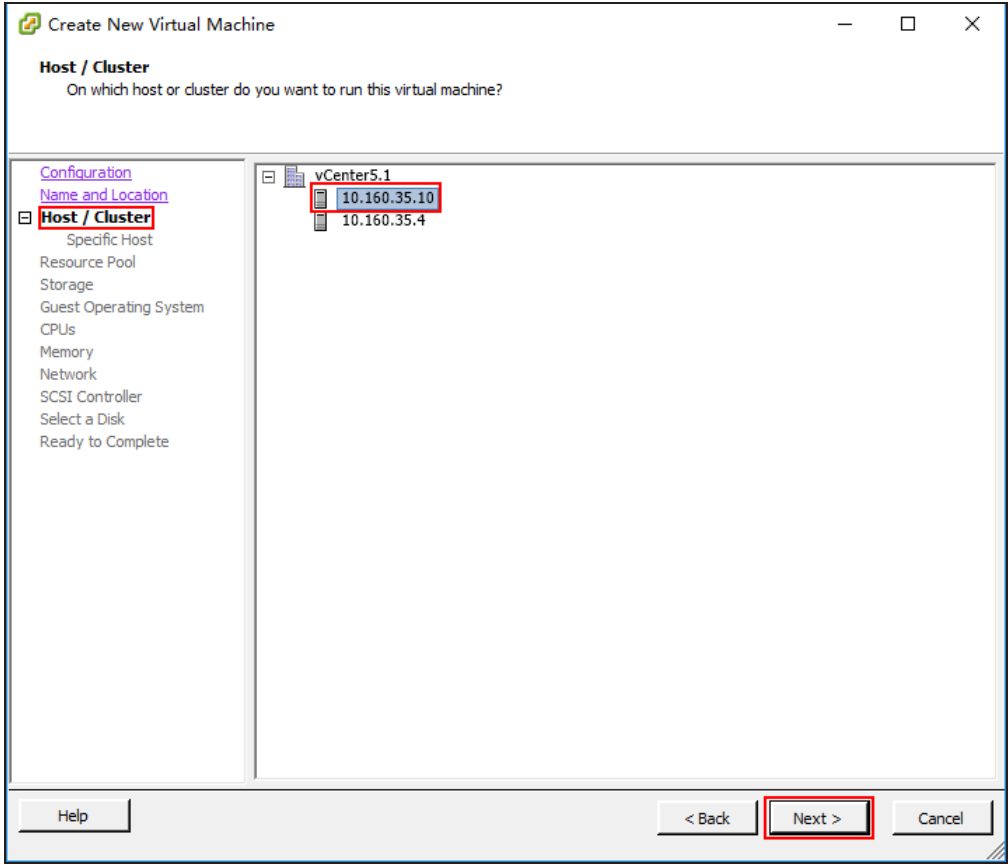 Create New Virtual Machine
Host / Cluster
On which host or cluster do you want to run this virtual machine?
Configuration
Name and Location
Host / Cluster
Specific Host
Resource Pool
Storage
Guest Operating System
CPUs
Memory
Network
SCSI Controller
Select a Disk
Ready to Complete
vCenter5.1
10.160.35.10
10.160.35.4
Help
< Back
Next >
Cancel